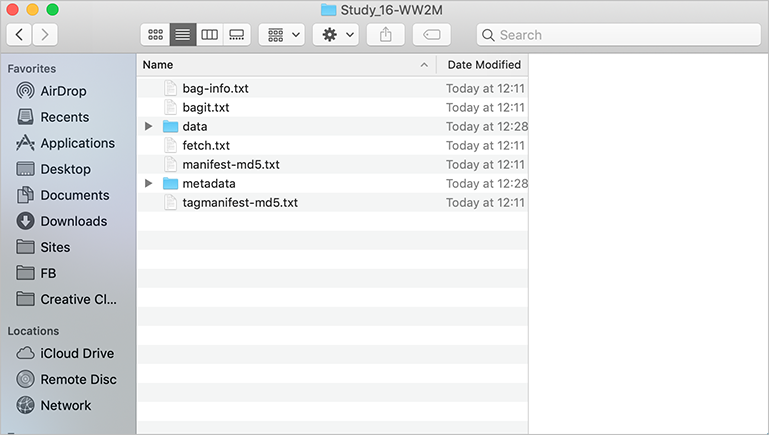 Study_16-WW2M
Search
Favorites
AirDrop
Recents
Applications
Desktop
Documents
Downloads
Sites
FB
Creative Cl...
Locations
iCloud Drive
Remote Disc
Network
Name Date Modified
bag-info.txt Today at 12:11
bagit.txt Today at 12:11
data Today at 12:28
fetch.txt Today at 12:11
manifest-md5.txt Today at 12:11
metadata Today at 12:28
tagmanifest-md5.txt Today at 12:11